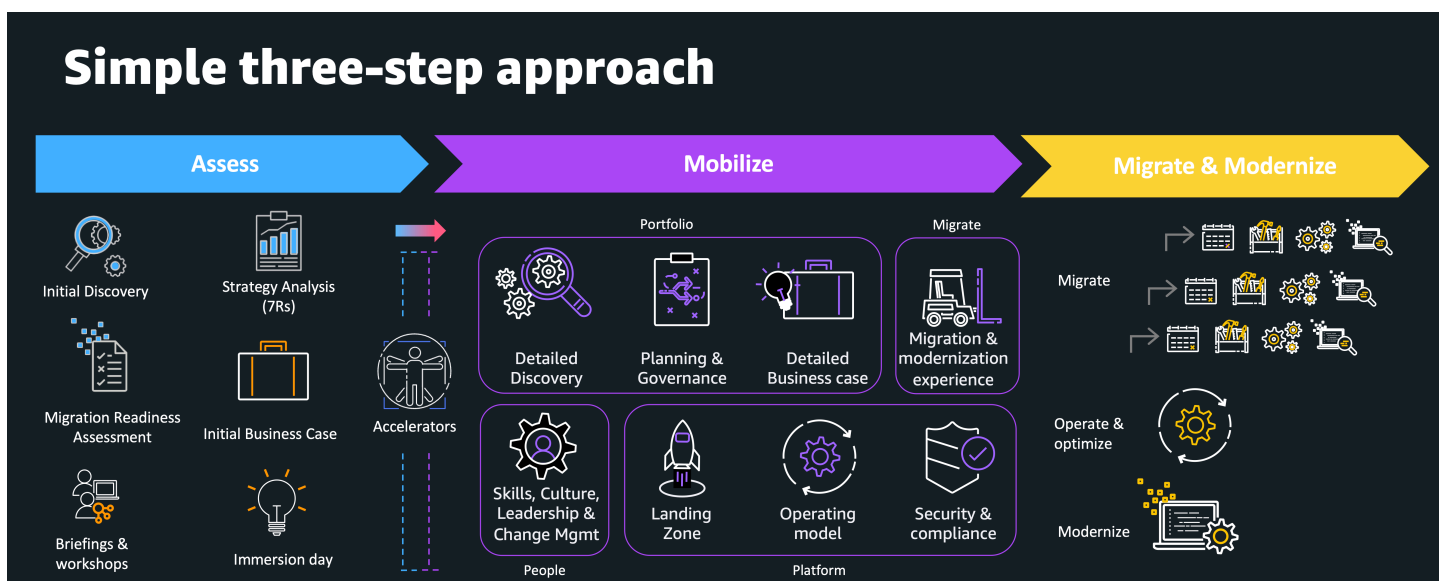 Simple three-step approach
Assess
Mobilize
Migrate & Modernize
Initial Discovery
Strategy Analysis
(7Rs)
Migration Readiness
Assessment
Initial Business Case
Briefings &
workshops
Immersion day
Accelerators
Portfolio
Detailed
Discovery
Planning &
Governance
Detailed
Business case
Migrate
Migration &
modernization
experience
Skills, Culture,
Leadership &
Change Mgmt
People
Landing
Zone
Operating
model
Security &
compliance
Platform
Migrate
Operate &
optimize
Modernize